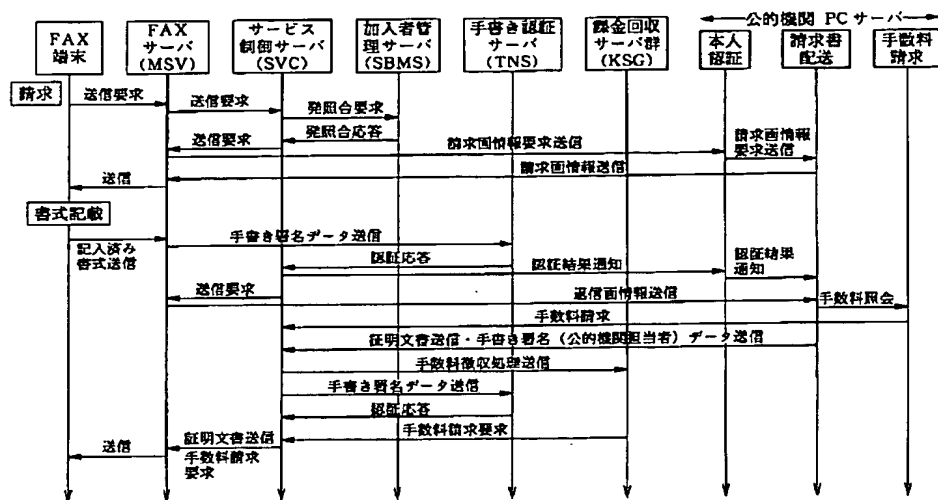 公的機関 PCサーバ
FAX
端末
FAX
サーバ
(MSV)
サービス
制御サーバ
(SVC)
加入者管
理サーバ
(SBMS)
手書き認証
サーバ
(TNS)
課金回収
サーバ群
(KSG)
本人
認証
請求書
配送
手数料
請求
請求
送信要求
送信要求
発照合要求
発照合応答
送信要求
請求画情報要求送信
請求画情報
要求送信
請求画情報送信
送信
書式記載
記入済み
書式送信
手書き署名データ送信
認証応答
認証結果通知
認証結果
通知
送信要求
返信画情報送信
手数料照会
手数料請求
証明文書送信・手書き署名（公的機関担当者）データ送信
手数料徴収処理送信
手書き署名データ送信
認証応答
手数料請求要求
証明文書送信
送信
手数料請求
要求